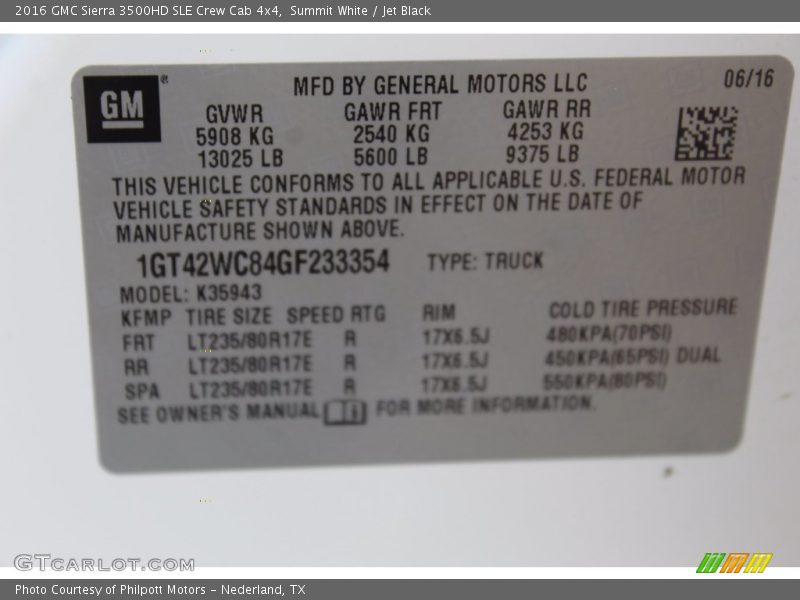 2016 GMC Sierra 3500HD SLE Crew Cab 4x4, Summit White / Jet Black
GM ®
MFD BY GENERAL MOTORS LLC 06/16
GVWR GAWR FRT GAWR RR
5908 KG 2540 KG 4253 KG
13025 LB 5600 LB 9375 LB
THIS VEHICLE CONFORMS TO ALL APPLICABLE U.S. FEDERAL MOTOR
VEHICLE SAFETY STANDARDS IN EFFECT ON THE DATE OF
MANUFACTURE SHOWN ABOVE.
1GT42WC84GF233354 TYPE: TRUCK
MODEL: K35943
KFMP TIRE SIZE SPEED RTG RIM COLD TIRE PRESSURE
FRT LT235/80R17E R 17X6.5J 480KPA(70PSI)
RR LT235/80R17E R 17X6.5J 450KPA(65PSI) DUAL
SPA LT235/80R17E R 17X6.5J 550KPA(80PSI)
SEE OWNER'S MANUAL FOR MORE INFORMATION.
GTCARLOT.COM
Photo Courtesy of Philpott Motors - Nederland, TX